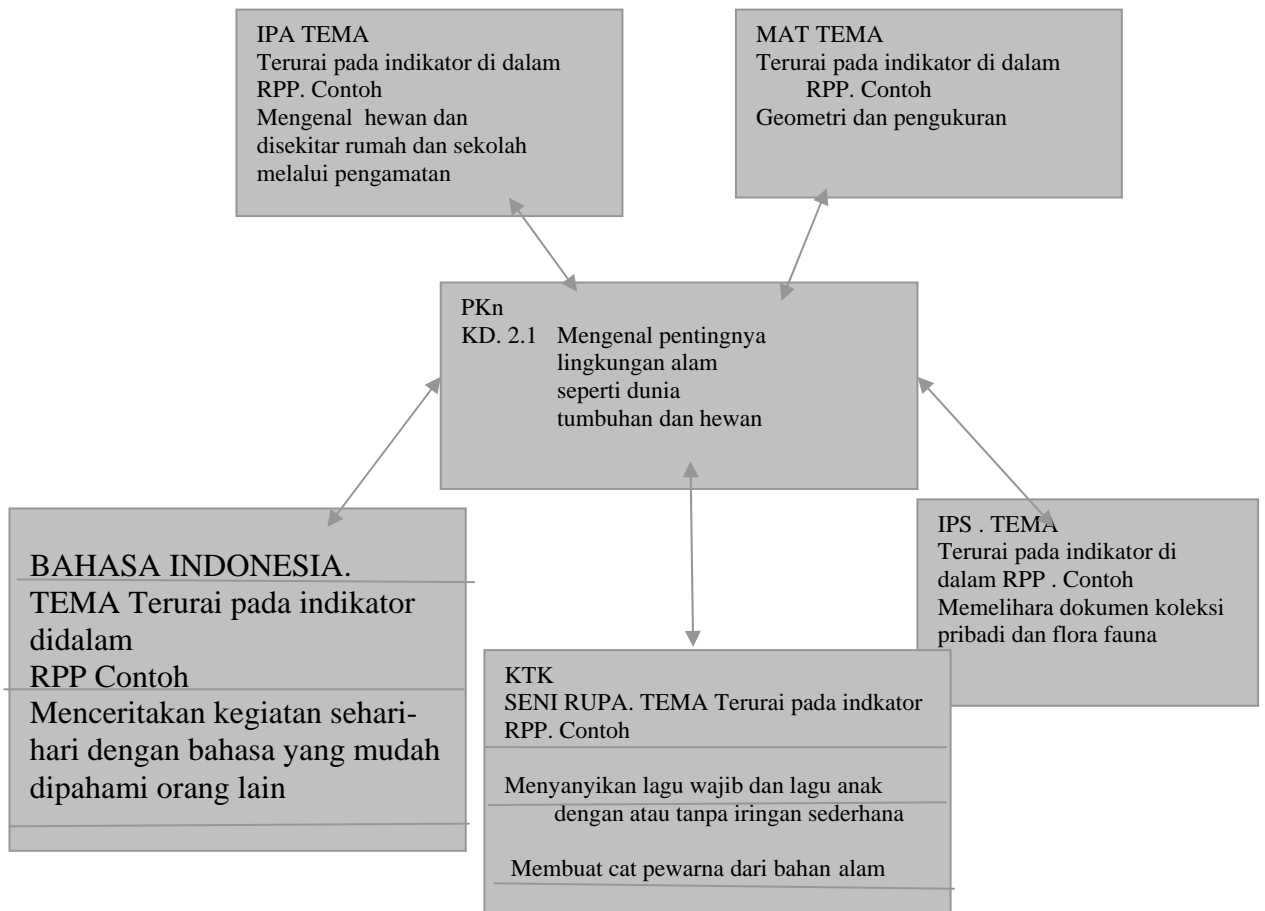 IPA TEMA
Terurai pada indikator di dalam
RPP. Contoh
Mengenal hewan dan
disekitar rumah dan sekolah
melalui pengamatan
MAT TEMA
Terurai pada indikator di dalam
RPP. Contoh
Geometri dan pengukuran
PKn
KD. 2.1 Mengenal pentingnya
lingkungan alam
seperti dunia
tumbuhan dan hewan
BAHASA INDONESIA.
TEMA Terurai pada indikator
didalam
RPP Contoh
Menceritakan kegiatan sehari-
hari dengan bahasa yang mudah
dipahami orang lain
KTK
SENI RUPA. TEMA Terurai pada indkator
RPP. Contoh
Menyanyikan lagu wajib dan lagu anak
dengan atau tanpa iringan sederhana
Membuat cat pewarna dari bahan alam
IPS . TEMA
Terurai pada indikator di
dalam RPP . Contoh
Memelihara dokumen koleksi
pribadi dan flora fauna